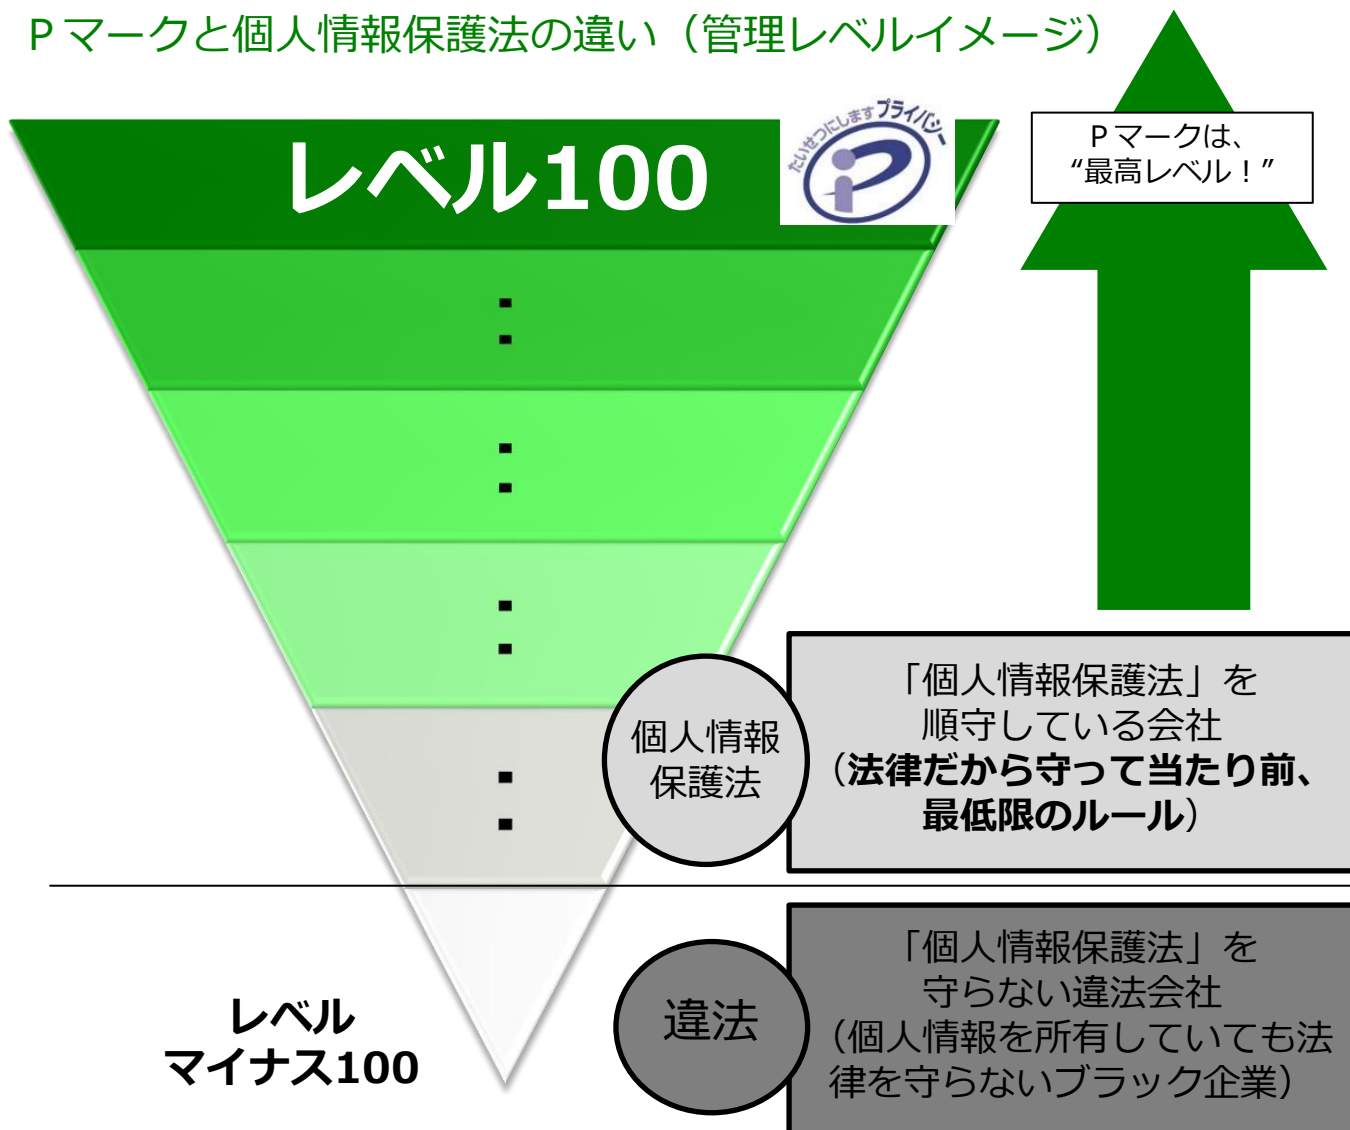 Ｐマークと個人情報保護法の違い（管理レベルイメージ）
レベル100
たいせつにしますプライバシー
Ｐマークは、
“最高レベル！”
：
：
：
：
個人情報
保護法
「個人情報保護法」を
順守している会社
（法律だから守って当たり前、
最低限のルール）
レベル
マイナス100
違法
「個人情報保護法」を
守らない違法会社
（個人情報を所有していても法
律を守らないブラック企業）